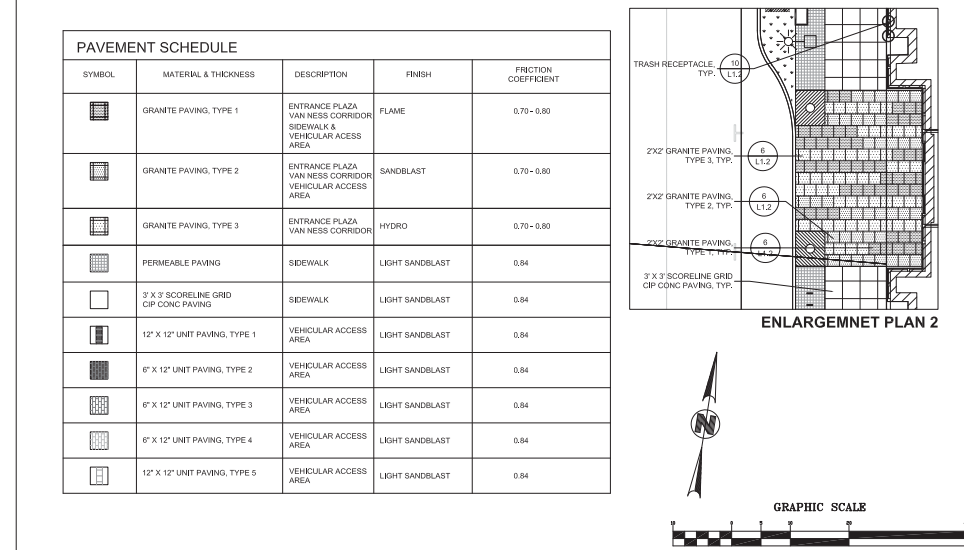 PAVEMENT SCHEDULE
SYMBOL MATERIAL & THICKNESS DESCRIPTION FINISH FRICTION COEFFICIENT
GRANITE PAVING, TYPE 1 ENTRANCE PLAZA FLAME 0.70 - 0.80
VAN NESS CORRIDOR
SIDEWALK &
VEHICULAR ACESS
AREA
GRANITE PAVING, TYPE 2 ENTRANCE PLAZA SANDBLAST 0.70 - 0.80
VAN NESS CORRIDOR
VEHICULAR ACCESS
AREA
GRANITE PAVING, TYPE 3 ENTRANCE PLAZA HYDRO 0.70 - 0.80
VAN NESS CORRIDOR
PERMEABLE PAVING SIDEWALK LIGHT SANDBLAST 0.84
3' X 3' SCORELINE GRID SIDEWALK LIGHT SANDBLAST 0.84
CIP CONC PAVING
12" X 12" UNIT PAVING, TYPE 1 VEHICULAR ACCESS LIGHT SANDBLAST 0.84
AREA
6" X 12" UNIT PAVING, TYPE 2 VEHICULAR ACCESS LIGHT SANDBLAST 0.84
AREA
6" X 12" UNIT PAVING, TYPE 3 VEHICULAR ACCESS LIGHT SANDBLAST 0.84
AREA
6" X 12" UNIT PAVING, TYPE 4 VEHICULAR ACCESS LIGHT SANDBLAST 0.84
AREA
12" X 12" UNIT PAVING, TYPE 5 VEHICULAR ACCESS LIGHT SANDBLAST 0.84
AREA
TRASH RECEPTACLE, 10
TYP. L1.2
2'X2' GRANITE PAVING, 6
TYPE 3, TYP. L1.2
2'X2' GRANITE PAVING, 6
TYPE 2, TYP. L1.2
2'X2' GRANITE PAVING, 6
TYPE 1, TYP. L1.2
3' X 3' SCORELINE GRID
CIP CONC PAVING, TYP.
ENLARGEMNET PLAN 2
N
GRAPHIC SCALE
10 0 5 10 20